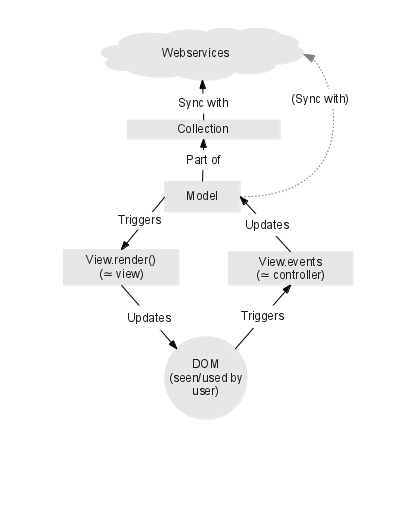 Webservices
Sync with
(Sync with)
Collection
Part of
Model
Triggers
Updates
View.render()
(≃ view)
View.events
(≃ controller)
Updates
Triggers
DOM
(seen/used by
user)